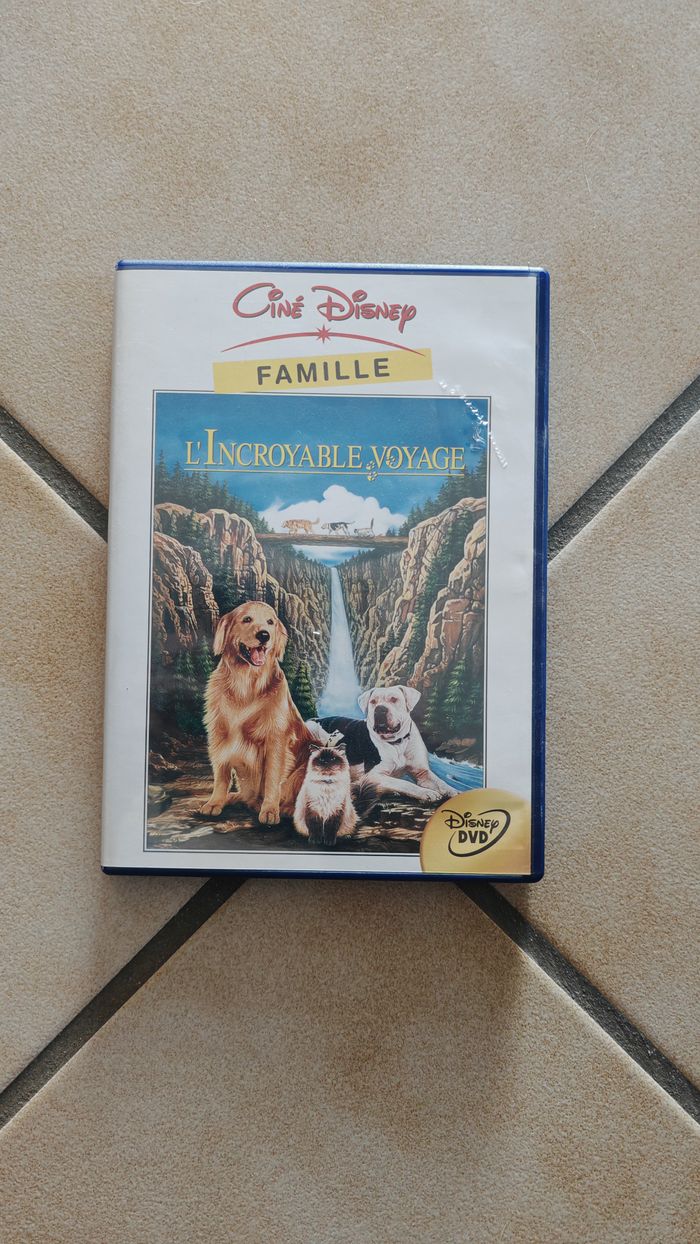 Ciné Disney
FAMILLE
L'INCROYABLE VOYAGE
Disney
DVD